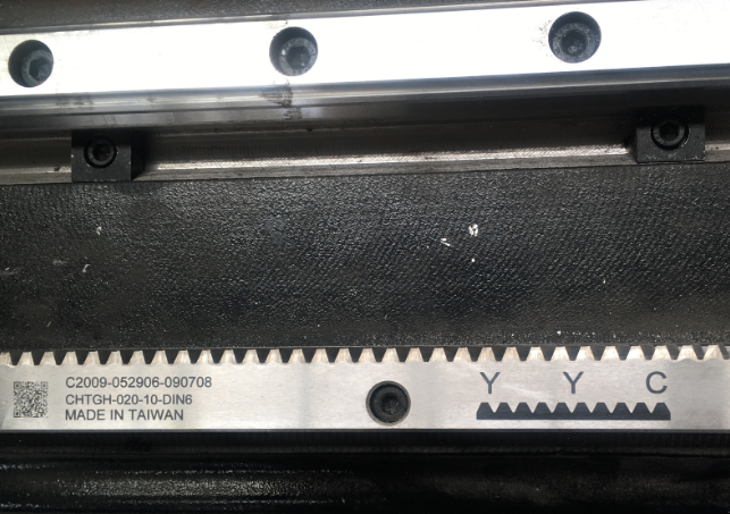 C2009-052906-090708
CHTGH-020-10-DIN6
MADE IN TAIWAN
Y Y C